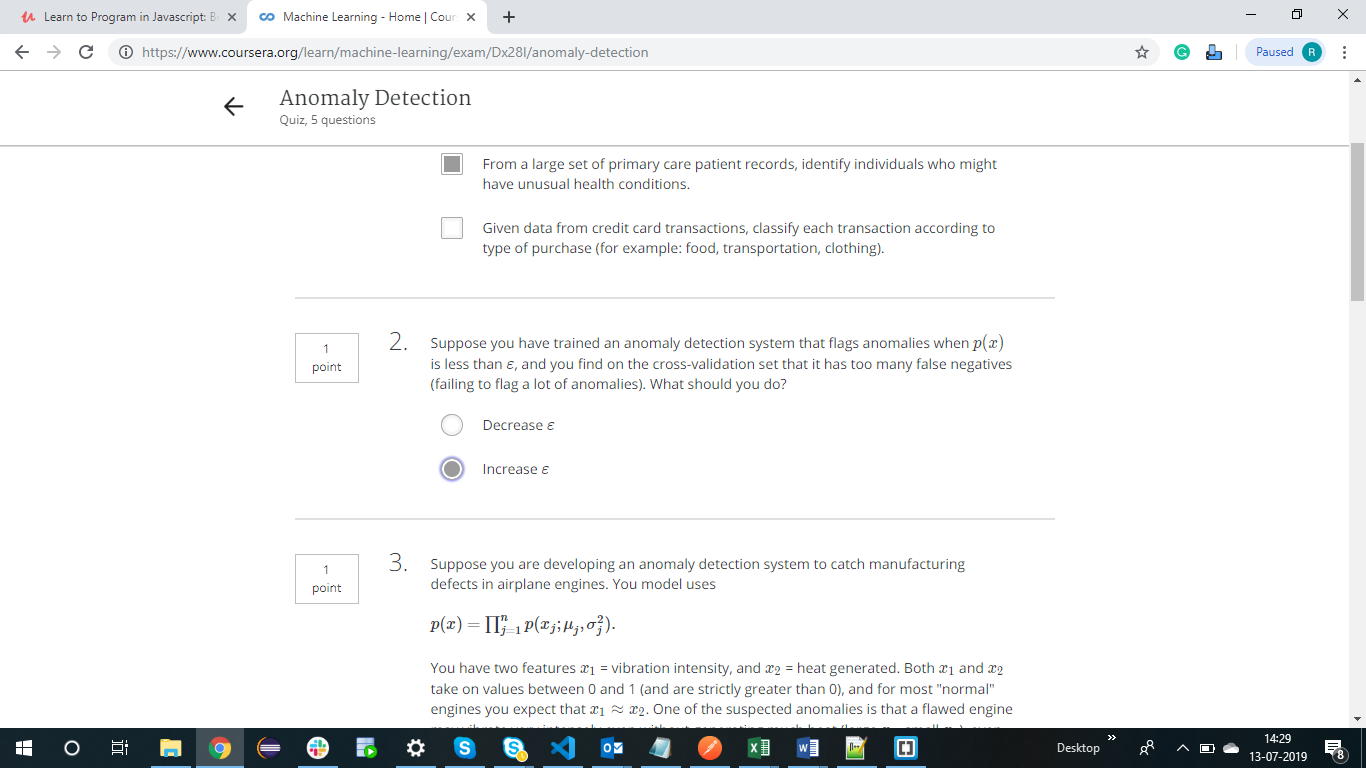 Learn to Program in Javascript: B
Machine Learning - Home | Cour
https://www.coursera.org/learn/machine-learning/exam/Dx28I/anomaly-detection
Paused R
Anomaly Detection
Quiz, 5 questions
From a large set of primary care patient records, identify individuals who might
have unusual health conditions.
Given data from credit card transactions, classify each transaction according to
type of purchase (for example: food, transportation, clothing).
1
point
2. Suppose you have trained an anomaly detection system that flags anomalies when p(x)
is less than ε, and you find on the cross-validation set that it has too many false negatives
(failing to flag a lot of anomalies). What should you do?
Decrease ε
Increase ε
1
point
3. Suppose you are developing an anomaly detection system to catch manufacturing
defects in airplane engines. You model uses
p(x) = ∏ⁿⱼ₌₁ p(xⱼ; μⱼ, σⱼ²).
You have two features x₁ = vibration intensity, and x₂ = heat generated. Both x₁ and x₂
take on values between 0 and 1 (and are strictly greater than 0), and for most "normal"
engines you expect that x₁ ≈ x₂. One of the suspected anomalies is that a flawed engine
Desktop
14:29
13-07-2019
8